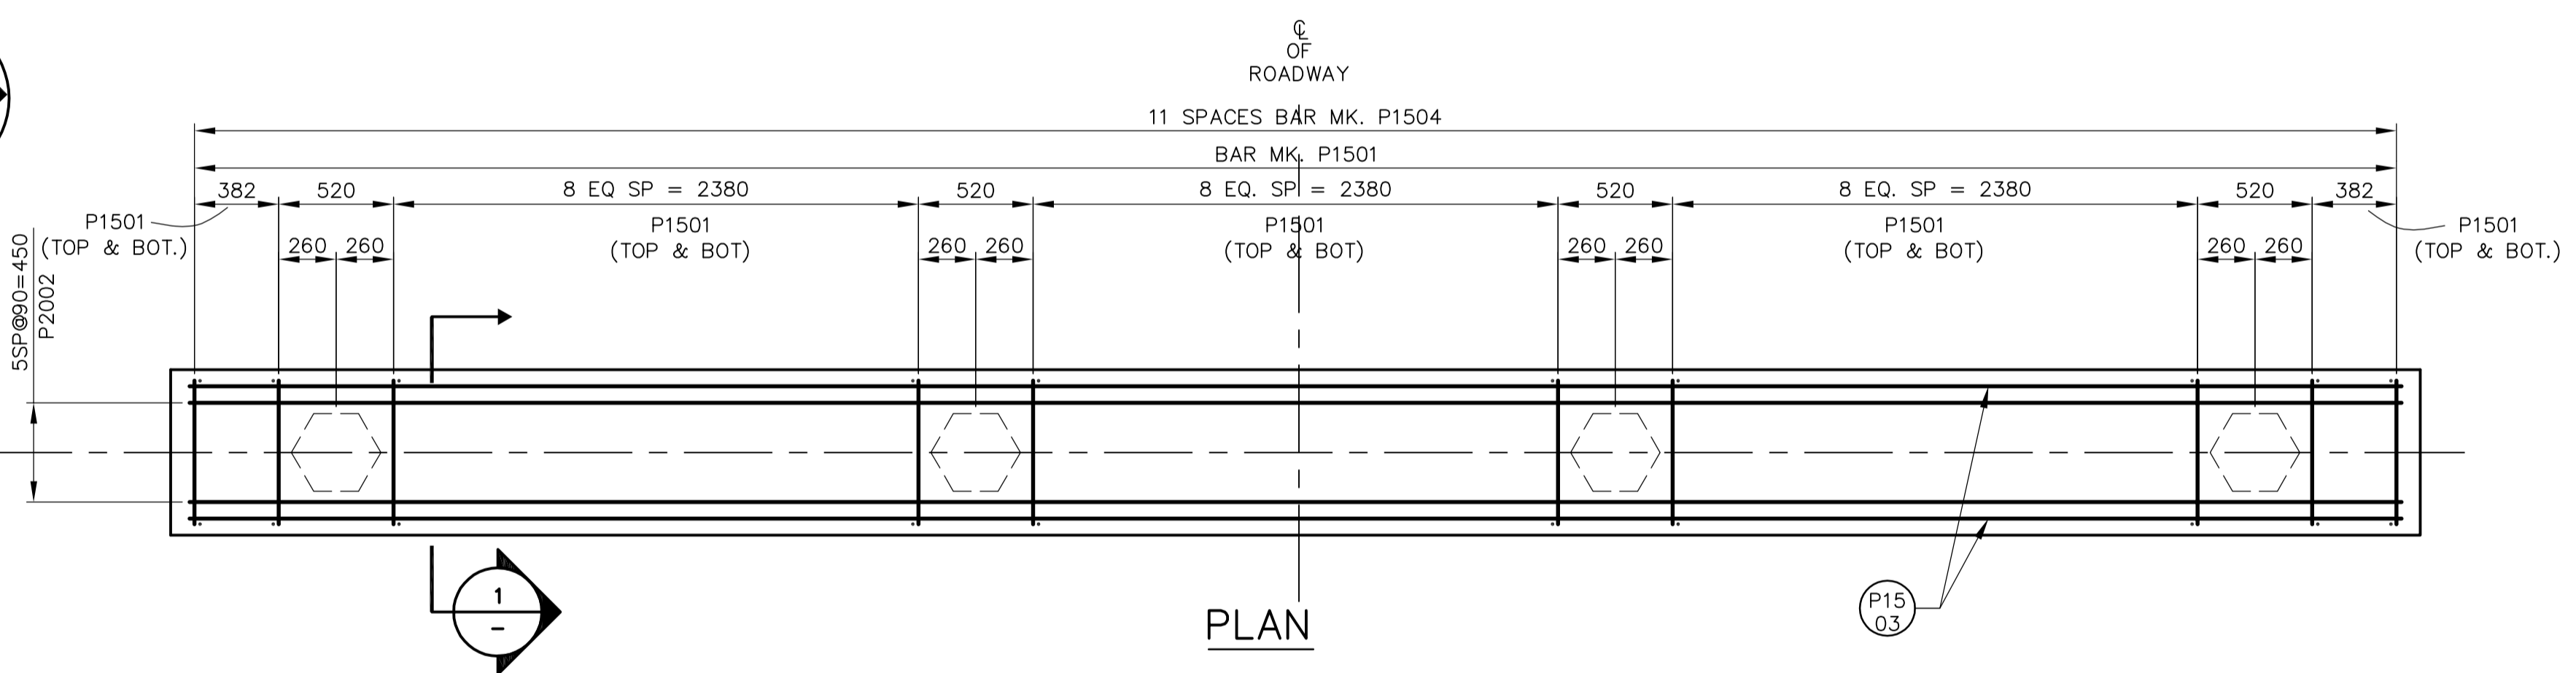 ℄
OF
ROADWAY
11 SPACES BAR MK. P1504
BAR MK. P1501
382 520 8 EQ SP = 2380 520 8 EQ. SP = 2380 520 8 EQ. SP = 2380 520 382
P1501
(TOP & BOT.)
260 260
P1501
(TOP & BOT)
260 260
P1501
(TOP & BOT)
260 260
P1501
(TOP & BOT)
260 260
P1501
(TOP & BOT.)
5SP@90=450
P2002
1
–
PLAN
P15
03